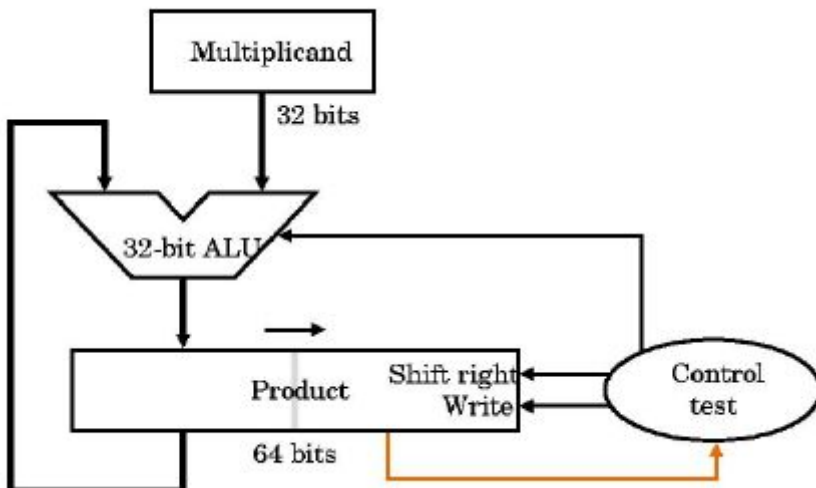 Multiplicand
32 bits
32-bit ALU
Product
Shift right
Write
64 bits
Control
test